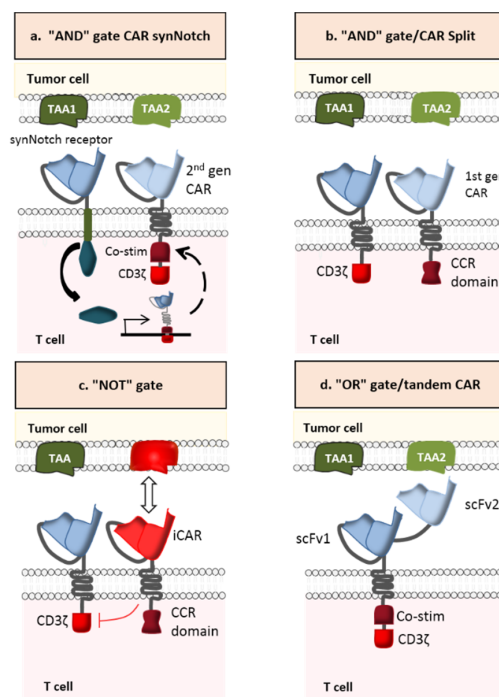 a. "AND" gate CAR synNotch
Tumor cell
TAA1
TAA2
synNotch receptor
2nd gen
CAR
Co-stim
CD3ζ
T cell
b. "AND" gate/CAR Split
Tumor cell
TAA1
TAA2
1st ge
CAR
CD3ζ
CCR
domain
T cell
c. "NOT" gate
Tumor cell
TAA
iCAR
CD3ζ
CCR
domain
T cell
d. "OR" gate/tandem CAR
Tumor cell
TAA1
TAA2
scFv2
scFv1
Co-stim
CD3ζ
T cell